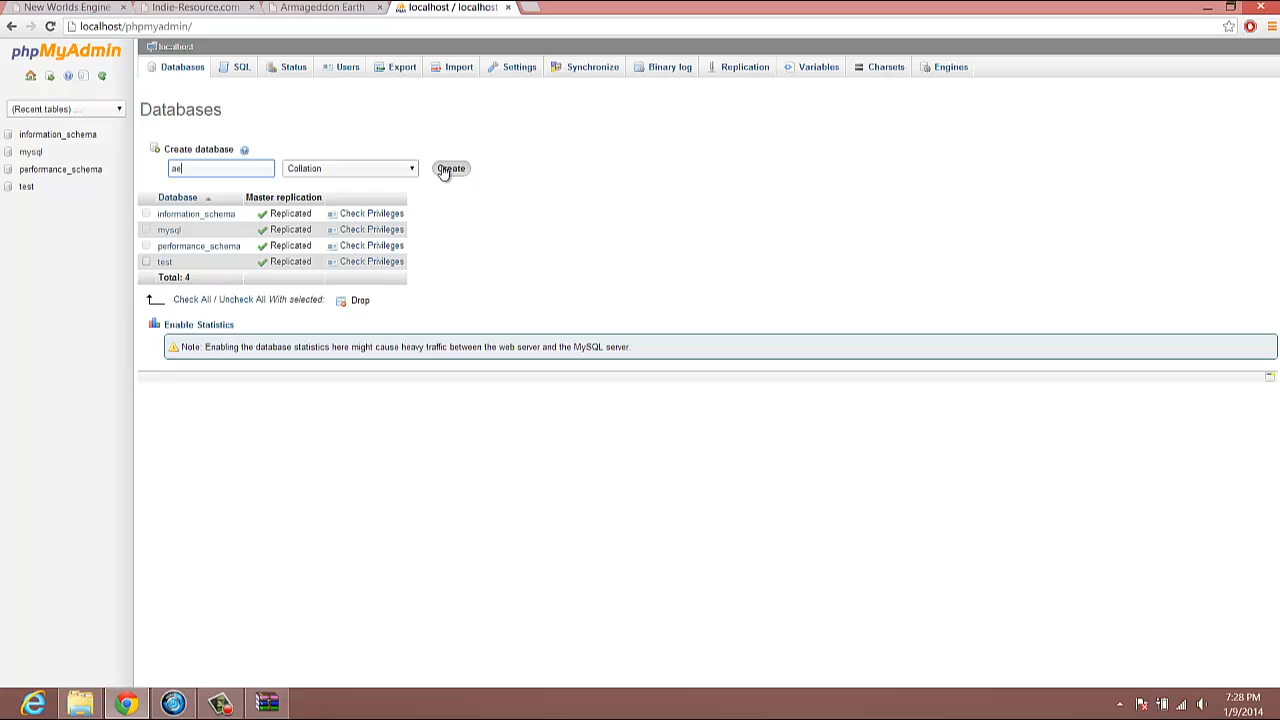 New Worlds Engine
Indie-Resource.com
Armageddon Earth
localhost / localhost
localhost/phpmyadmin/
phpMyAdmin
(Recent tables) ...
information_schema
mysql
performance_schema
test
localhost
Databases
SQL
Status
Users
Export
Import
Settings
Synchronize
Binary log
Replication
Variables
Charsets
Engines
Databases
Create database
ae
Collation
Create
Database
Master replication
information_schema Replicated Check Privileges
mysql Replicated Check Privileges
performance_schema Replicated Check Privileges
test Replicated Check Privileges
Total: 4
Check All / Uncheck All With selected: Drop
Enable Statistics
Note: Enabling the database statistics here might cause heavy traffic between the web server and the MySQL server.
7:28 PM
1/9/2014